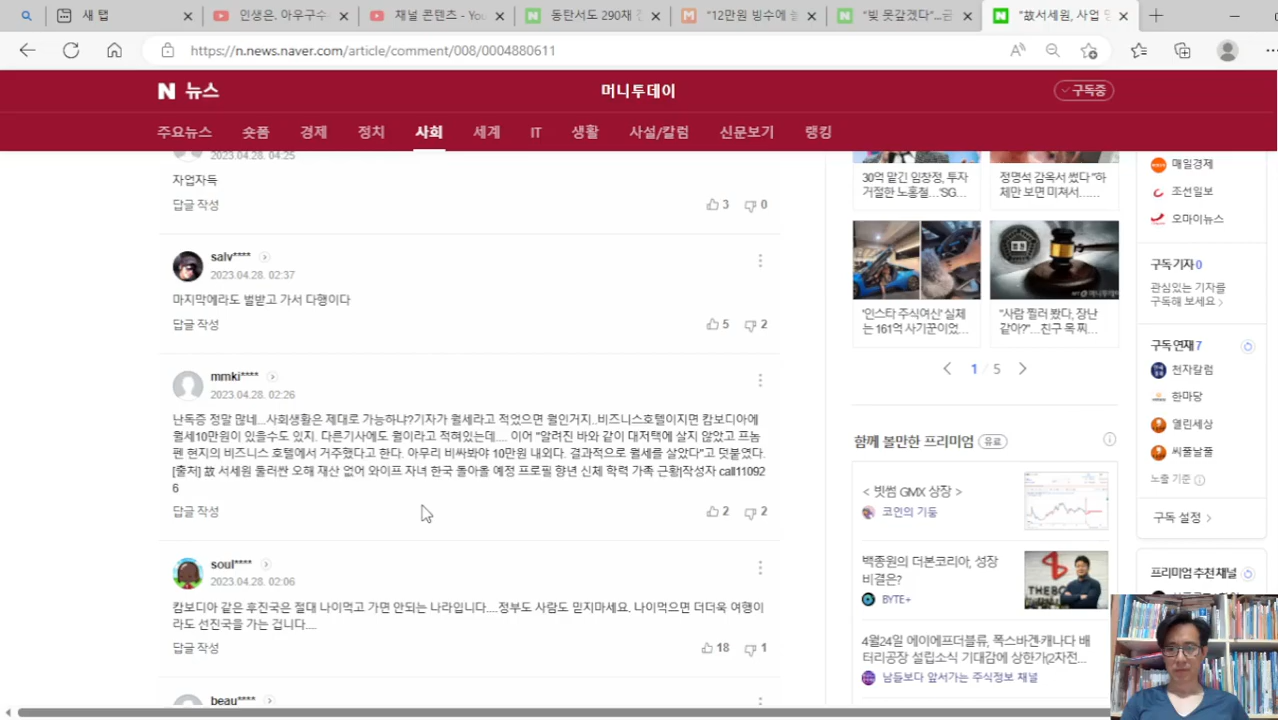 새 탭
인생은. 아우구수
채널 콘텐츠 - You
동탄서도 290채 2
"12만원 빙수에 놀
"빚 못갚겠다"...금
"故서세원, 사업 
https://n.news.naver.com/article/comment/008/0004880611
N 뉴스
머니투데이
구독중
주요뉴스 숏폼 경제 정치 사회 세계 IT 생활 사설/칼럼 신문보기 랭킹
2023.04.28. 04:25
자업자득
답글 작성
3 0
salv****
2023.04.28. 02:37
마지막에라도 벌받고 가서 다행이다
답글 작성
5 2
mmki****
2023.04.28. 02:26
난독증 정말 많네...사회생활은 제대로 가능하냐?기자가 월세라고 적었으면 월인거지..비즈니스호텔이지면 캄보디아에
월세10만원이 있을수도 있지. 다른기사에도 월이라고 적혀있는데.... 이어 "알려진 바와 같이 대저택에 살지 않았고 프놈
펜 현지의 비즈니스 호텔에서 거주했다고 한다. 아무리 비싸봐야 10만원 내외다. 결과적으로 월세를 살았다"고 덧붙였다.
[출처] 故 서세원 둘러싼 오해 재산 없어 와이프 자녀 한국 돌아올 예정 프로필 향년 신체 학력 가족 근황|작성자 call11092
6
답글 작성
2 2
soul****
2023.04.28. 02:06
캄보디아 같은 후진국은 절대 나이먹고 가면 안되는 나라입니다....정부도 사람도 믿지마세요. 나이먹으면 더더욱 여행이
라도 선진국을 가는 겁니다....
답글 작성
18 1
beau****
30억 맡긴 임창정, 투자
거절한 노홍철...'SG...
정명석 감옥서 썼다 "하
체만 보면 미쳐서......
'인스타 주식여신' 실체
는 161억 사기꾼이었...
"사람 찔러 봤다, 장난
같아?"...친구 목 찌...
1 / 5
함께 볼만한 프리미엄 유료
< 빗썸 GMX 상장 >
코인의 기둥
백종원의 더본코리아, 성장
비결은?
BYTE+
4월24일 에이에프더블류, 폭스바겐-캐나다 배
터리공장 설립소식 기대감에 상한가(2차전...
남들보다 앞서가는 주식정보 채널
매일경제
조선일보
오마이뉴스
구독 기자 0
관심있는 기자를
구독해 보세요
구독 연재 7
천자칼럼
한마당
열린세상
씨줄날줄
노출 기준
구독 설정
프리미엄 추천 채널